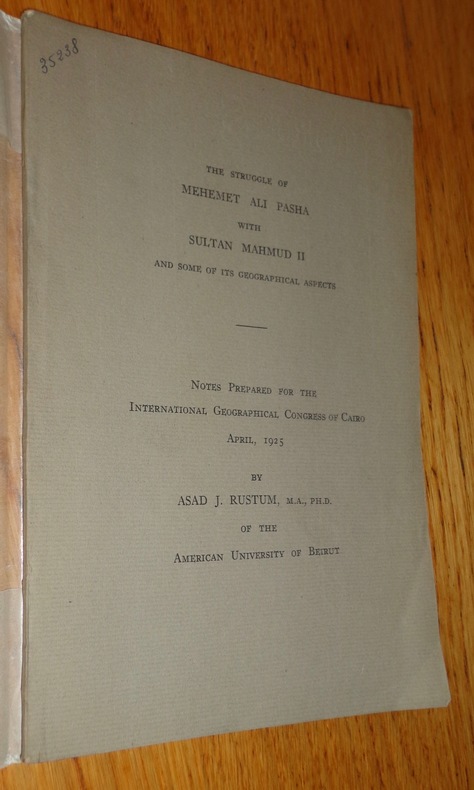 35238
THE STRUGGLE OF
MEHEMET ALI PASHA
WITH
SULTAN MAHMUD II
AND SOME OF ITS GEOGRAPHICAL ASPECTS
NOTES PREPARED FOR THE
INTERNATIONAL GEOGRAPHICAL CONGRESS OF CAIRO
APRIL, 1925
BY
ASAD J. RUSTUM, M.A., PH.D.
OF THE
AMERICAN UNIVERSITY OF BEIRUT